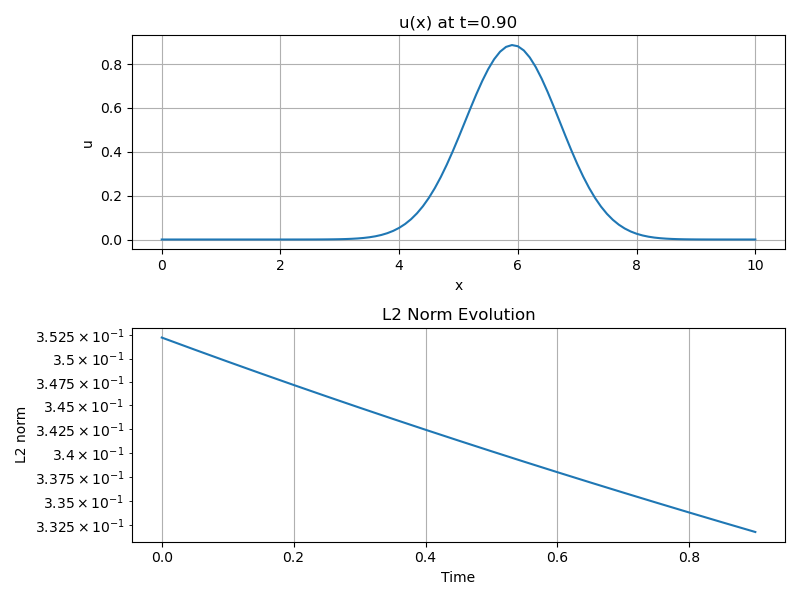 u(x) at t=0.90
u
0.8
0.6
0.4
0.2
0.0
0 2 4 6 8 10
x
L2 Norm Evolution
L2 norm
3.525 × 10⁻¹
3.5 × 10⁻¹
3.475 × 10⁻¹
3.45 × 10⁻¹
3.425 × 10⁻¹
3.4 × 10⁻¹
3.375 × 10⁻¹
3.35 × 10⁻¹
3.325 × 10⁻¹
0.0 0.2 0.4 0.6 0.8
Time